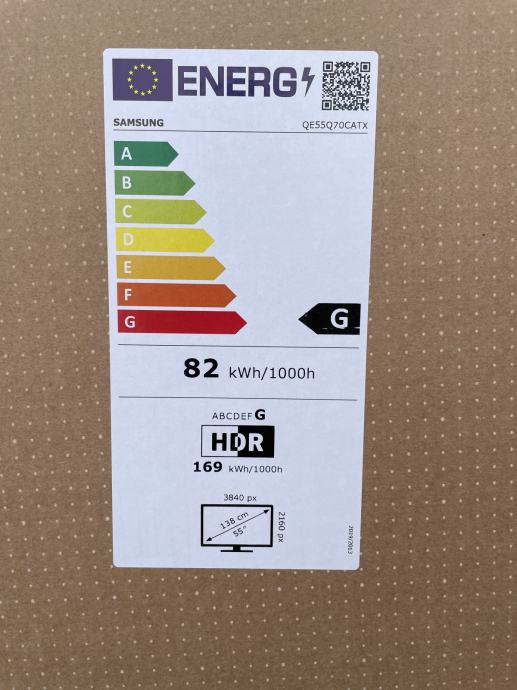 ENERG
SAMSUNG QE55Q70CATX
A
B
C
D
E
F
G G
82 kWh/1000h
ABCDEFG
HDR
169 kWh/1000h
3840 px
138 cm
55"
2160 px
2019/2013